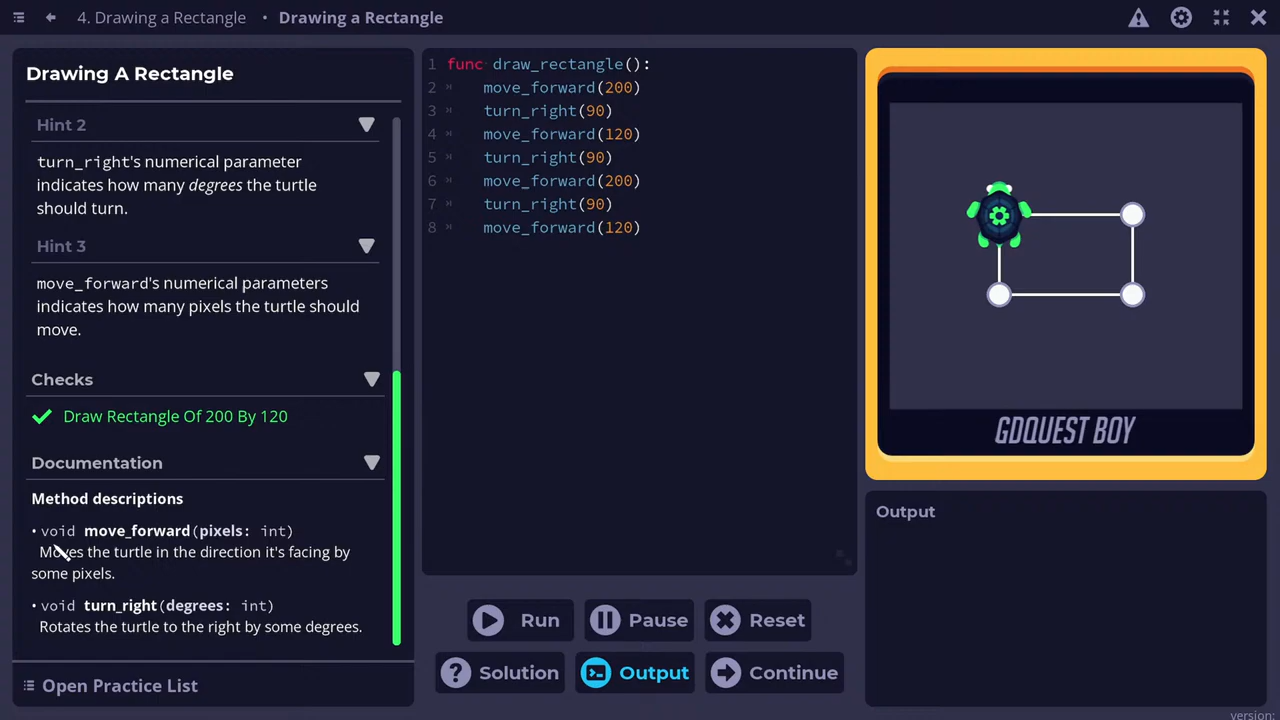 4. Drawing a Rectangle • Drawing a Rectangle
Drawing A Rectangle
Hint 2
turn_right's numerical parameter
indicates how many degrees the turtle
should turn.
Hint 3
move_forward's numerical parameters
indicates how many pixels the turtle should
move.
Checks
Draw Rectangle Of 200 By 120
Documentation
Method descriptions
• void move_forward(pixels: int)
Moves the turtle in the direction it's facing by
some pixels.
• void turn_right(degrees: int)
Rotates the turtle to the right by some degrees.
Open Practice List
1 func draw_rectangle():
2 move_forward(200)
3 turn_right(90)
4 move_forward(120)
5 turn_right(90)
6 move_forward(200)
7 turn_right(90)
8 move_forward(120)
Run Pause Reset
? Solution Output Continue
GDQUEST BOY
Output
version: